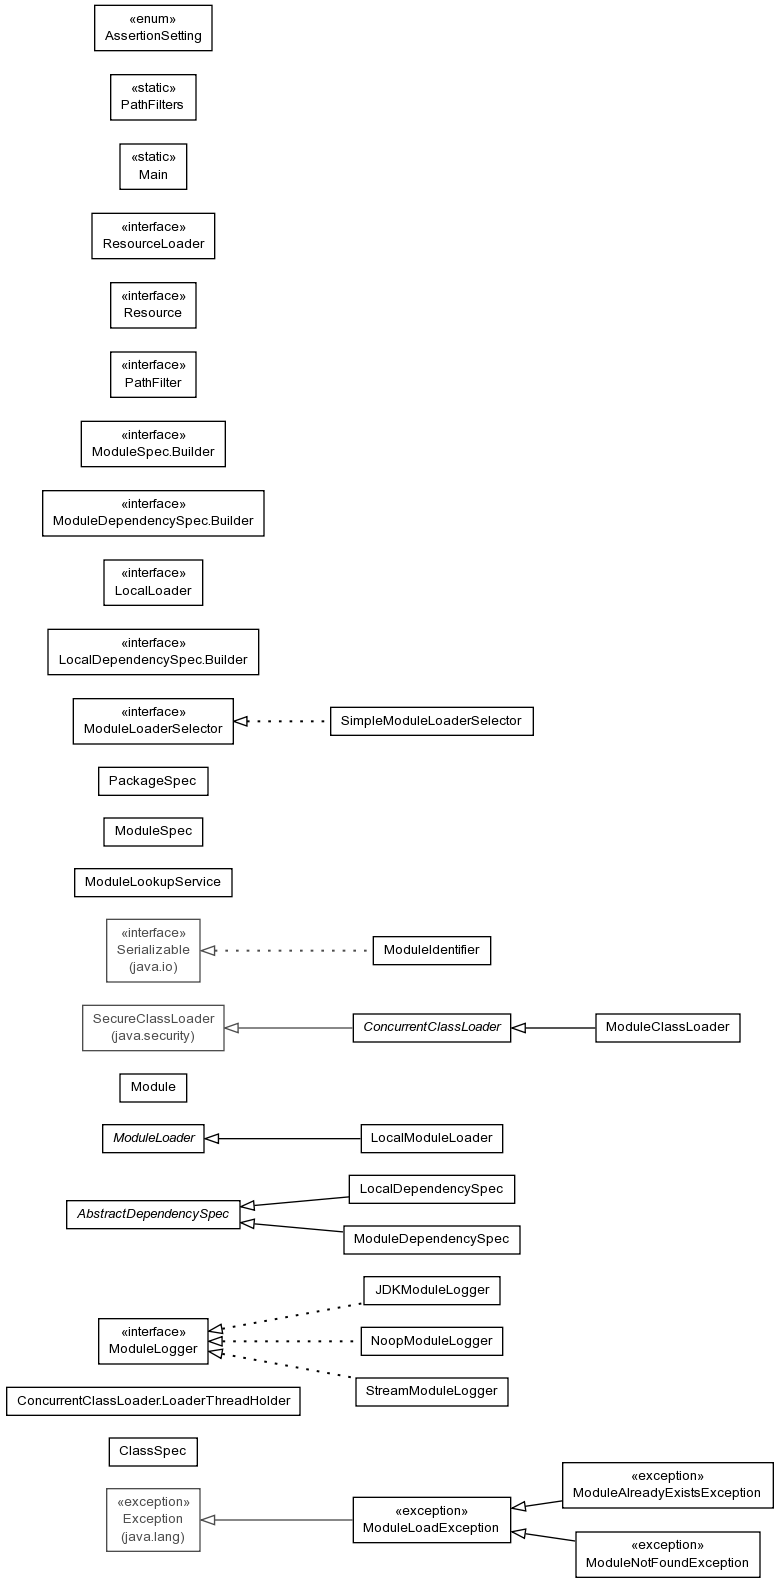 «enum»
AssertionSetting
«static»
PathFilters
«static»
Main
«interface»
ResourceLoader
«interface»
Resource
«interface»
PathFilter
«interface»
ModuleSpec.Builder
«interface»
ModuleDependencySpec.Builder
«interface»
LocalLoader
«interface»
LocalDependencySpec.Builder
«interface»
ModuleLoaderSelector
SimpleModuleLoaderSelector
PackageSpec
ModuleSpec
ModuleLookupService
«interface»
Serializable
(java.io)
ModuleIdentifier
SecureClassLoader
(java.security)
ConcurrentClassLoader
ModuleClassLoader
Module
ModuleLoader
LocalModuleLoader
AbstractDependencySpec
LocalDependencySpec
ModuleDependencySpec
«interface»
ModuleLogger
JDKModuleLogger
NoopModuleLogger
StreamModuleLogger
ConcurrentClassLoader.LoaderThreadHolder
ClassSpec
«exception»
Exception
(java.lang)
«exception»
ModuleLoadException
«exception»
ModuleAlreadyExistsException
«exception»
ModuleNotFoundException